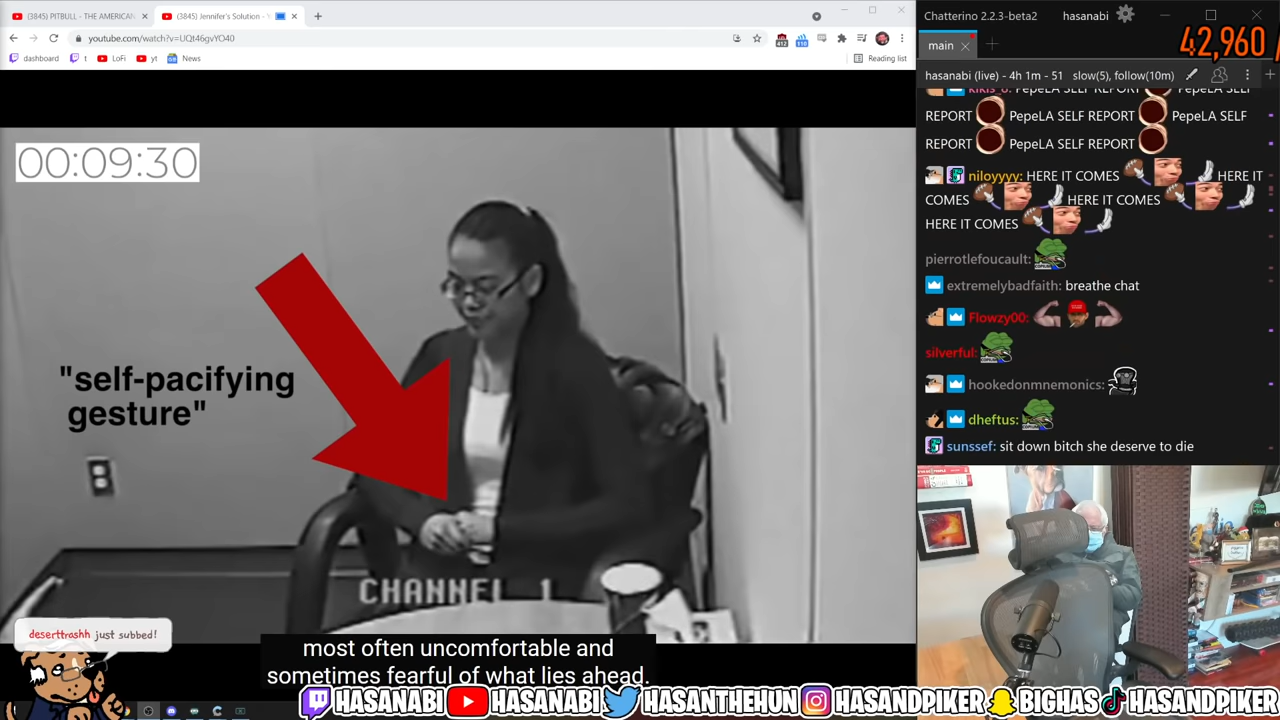 (3845) PITBULL - THE AMERICAN
(3845) Jennifer's Solution - Y
youtube.com/watch?v=UQt46gvYO40
dashboard
t
LoFi
yt
News
Reading list
00:09:30
"self-pacifying
gesture"
CHANNEL 1
deserttrashh just subbed!
most often uncomfortable and
sometimes fearful of what lies ahead.
Chatterino 2.2.3-beta2
hasanabi
42,960 /
main
hasanabi (live) - 4h 1m - 51
slow(5), follow(10m)
PepeLA SELF
REPORT PepeLA SELF REPORT PepeLA SELF
REPORT PepeLA SELF REPORT
niloyyyy: HERE IT COMES HERE IT
COMES HERE IT COMES
HERE IT COMES
pierrotlefoucault:
extremelybadfaith: breathe chat
Flowzy00:
silverful:
hookedonmnemonics:
dheftus:
sunssef: sit down bitch she deserve to die
HASANABI HASANABI HASANTHEHUN HASANDPIKER BIGHAS HASANDPIKER